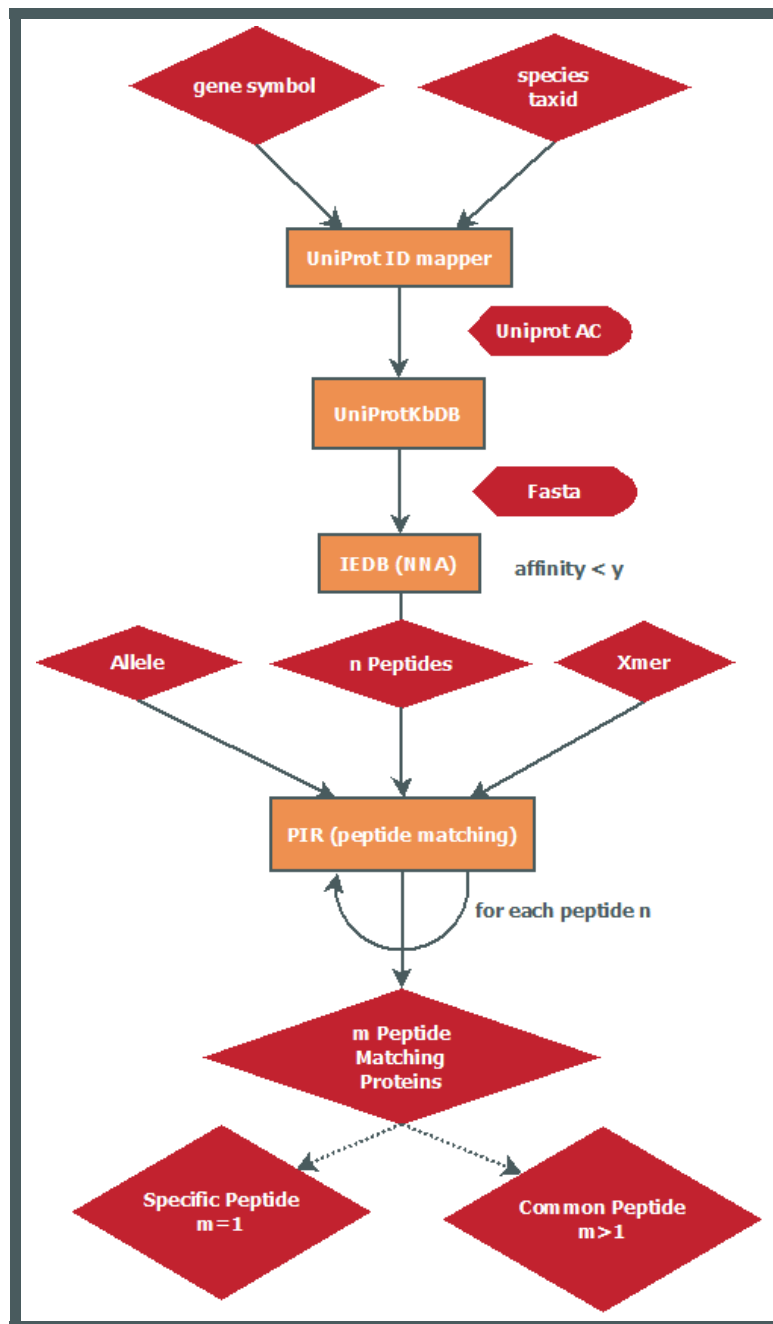 gene symbol
species
taxid
UniProt ID mapper
Uniprot AC
UniProtKbDB
Fasta
IEDB (NNA)
affinity < y
Allele
n Peptides
Xmer
PIR (peptide matching)
for each peptide n
m Peptide
Matching
Proteins
Specific Peptide
m=1
Common Peptide
m>1